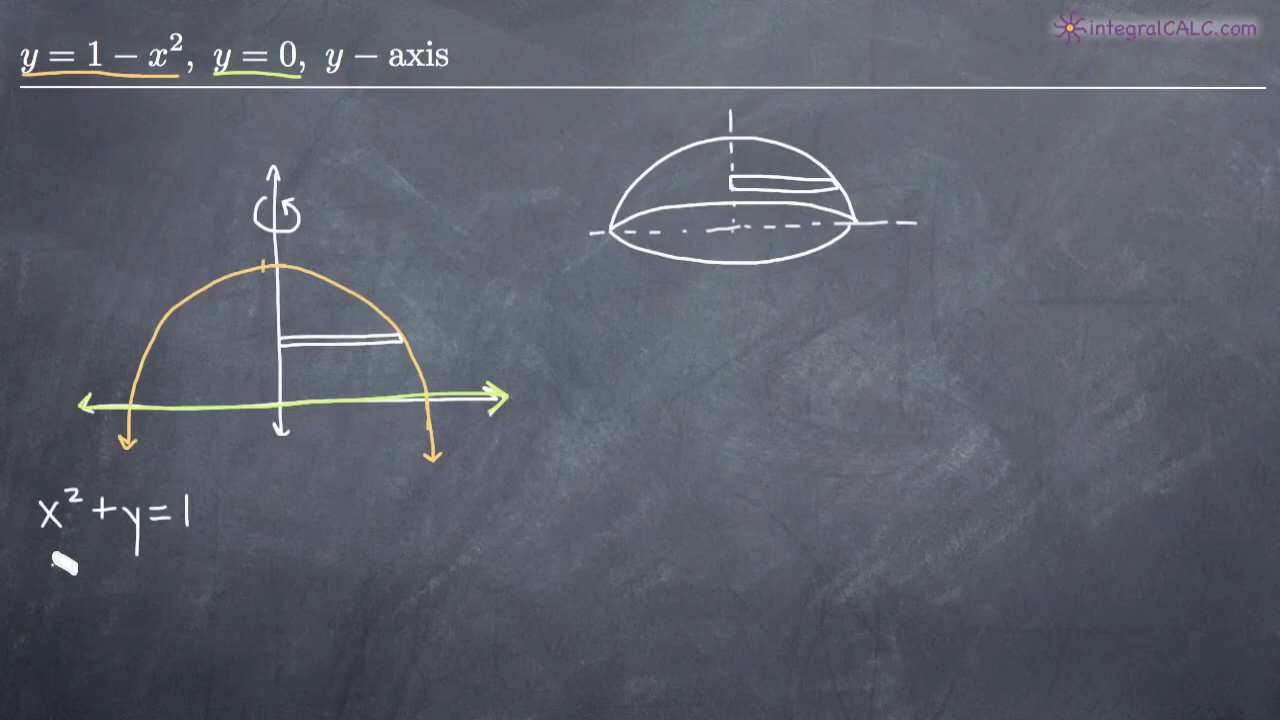 integralCALC.com
y = 1 − x², y = 0, y − axis
x² + y = 1